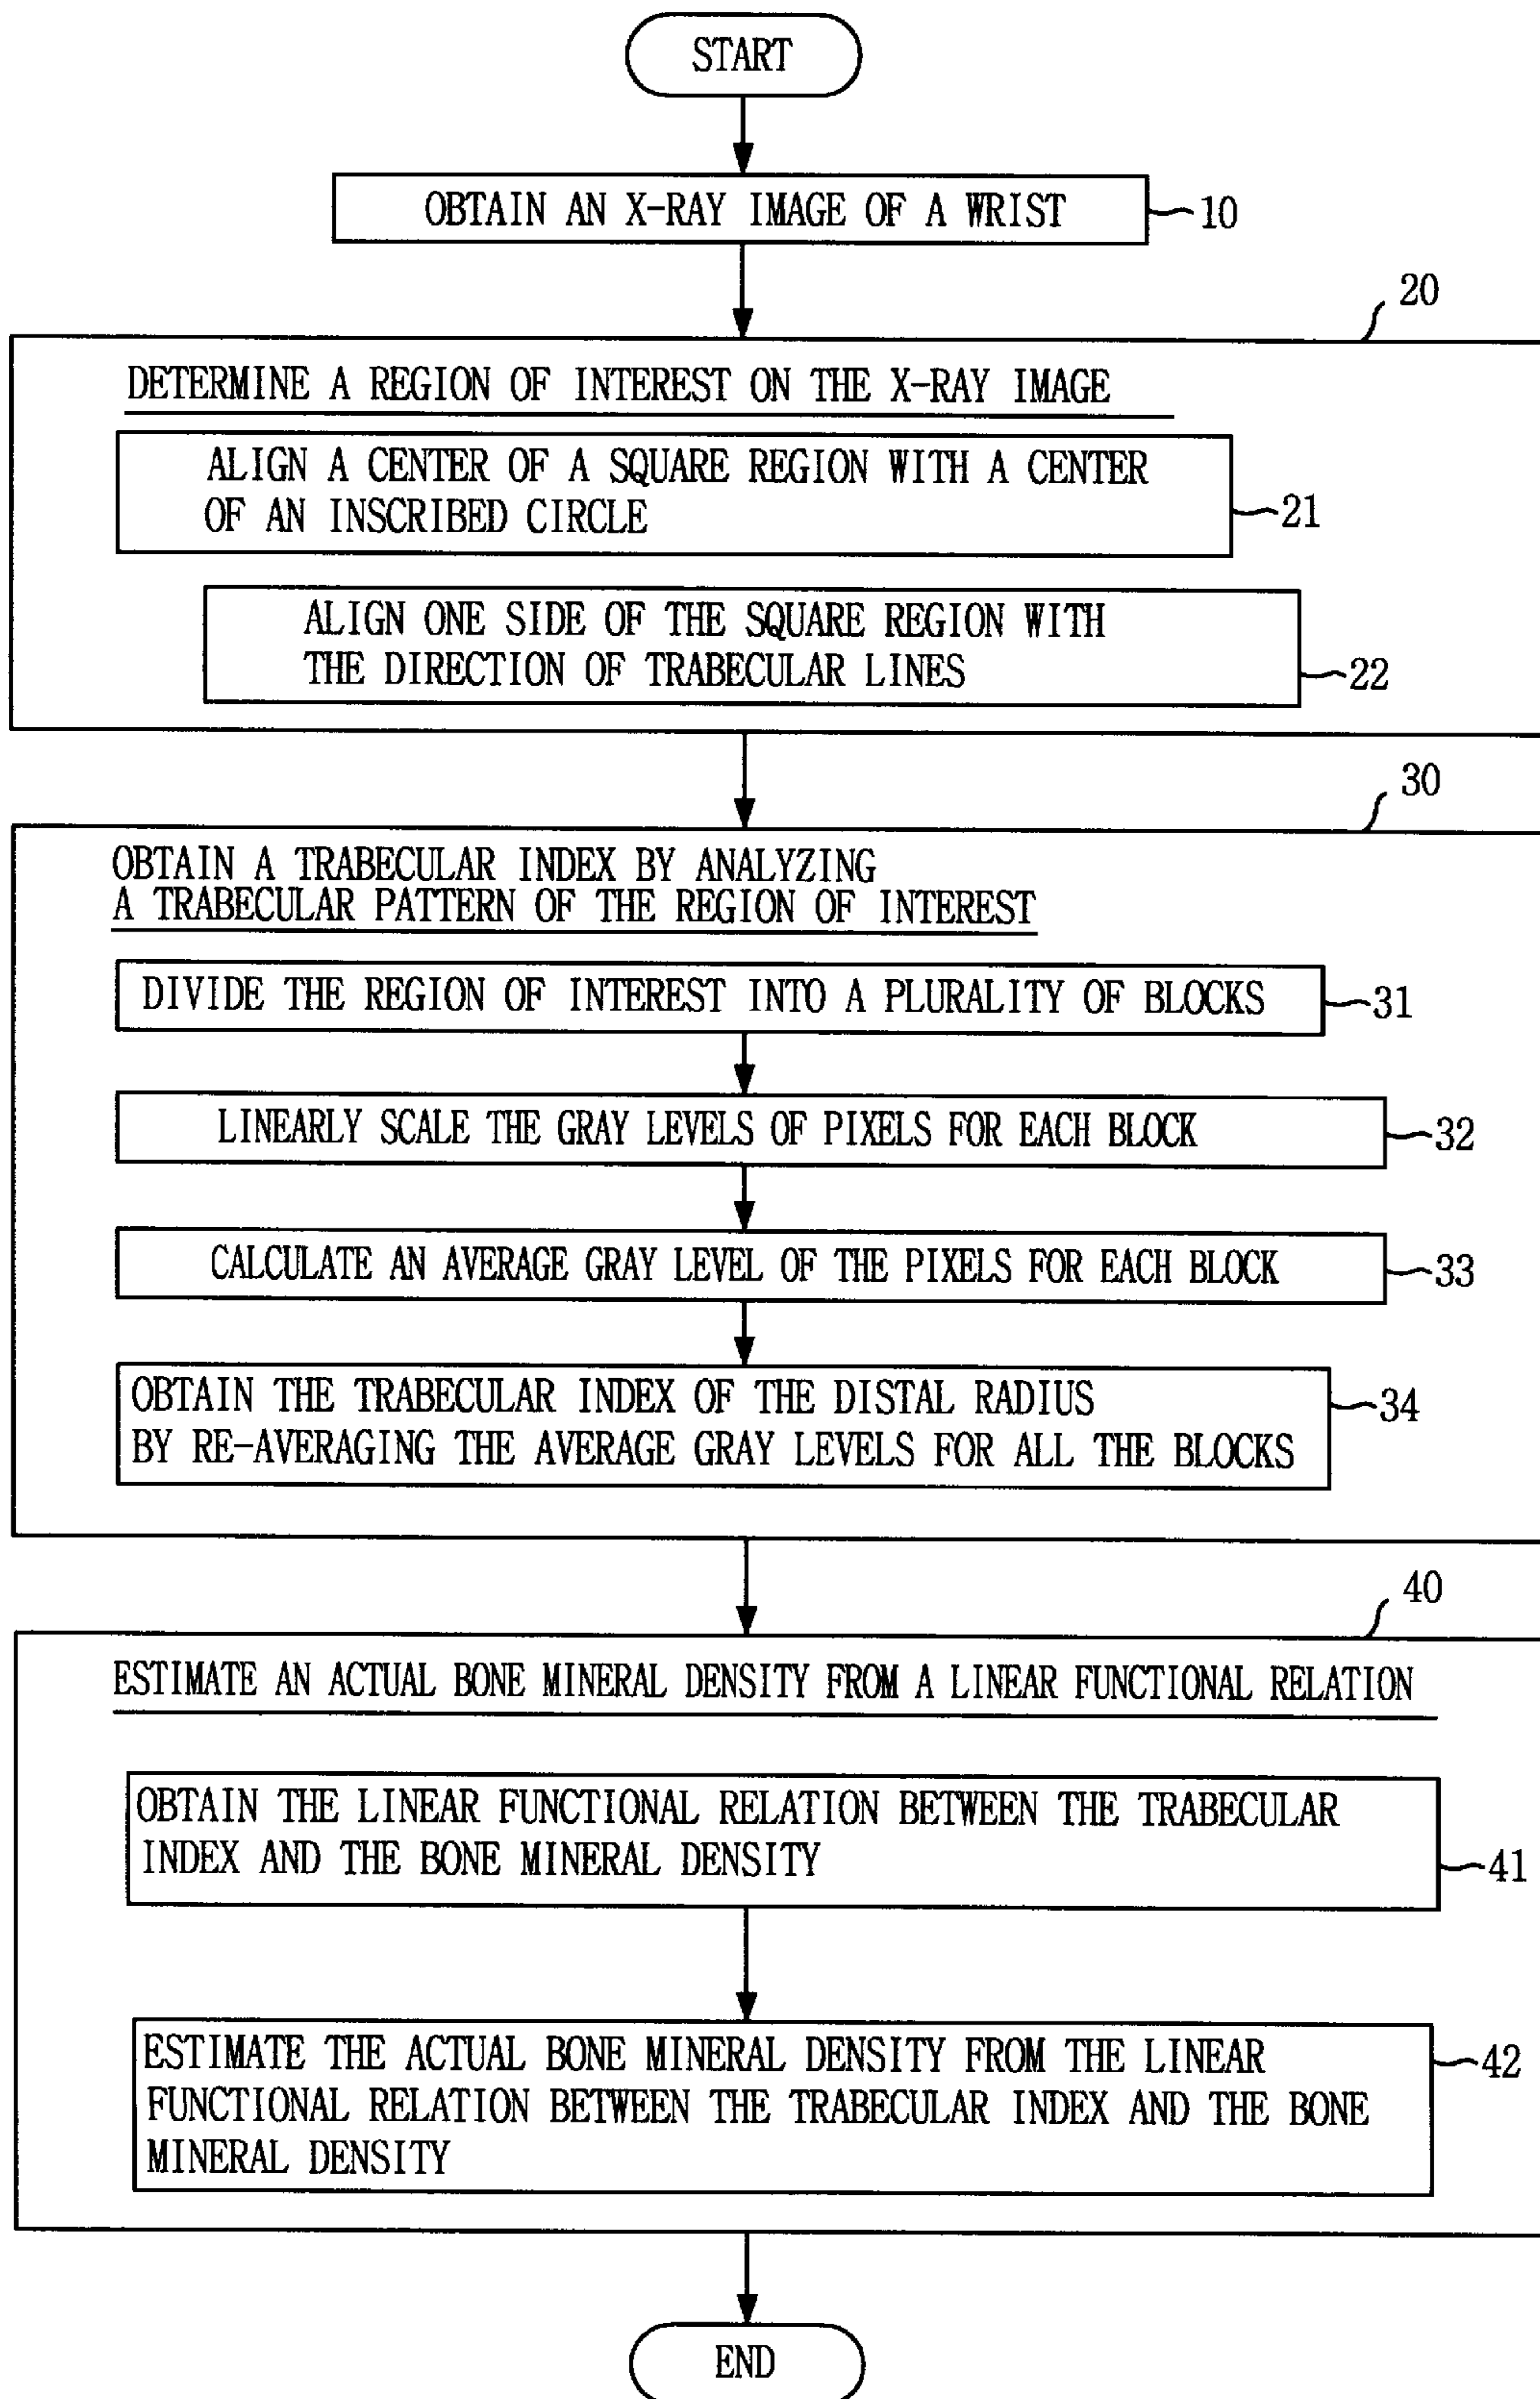 START
OBTAIN AN X-RAY IMAGE OF A WRIST
10
20
DETERMINE A REGION OF INTEREST ON THE X-RAY IMAGE
ALIGN A CENTER OF A SQUARE REGION WITH A CENTER
OF AN INSCRIBED CIRCLE
21
ALIGN ONE SIDE OF THE SQUARE REGION WITH
THE DIRECTION OF TRABECULAR LINES
22
30
OBTAIN A TRABECULAR INDEX BY ANALYZING
A TRABECULAR PATTERN OF THE REGION OF INTEREST
DIVIDE THE REGION OF INTEREST INTO A PLURALITY OF BLOCKS
31
LINEARLY SCALE THE GRAY LEVELS OF PIXELS FOR EACH BLOCK
32
CALCULATE AN AVERAGE GRAY LEVEL OF THE PIXELS FOR EACH BLOCK
33
OBTAIN THE TRABECULAR INDEX OF THE DISTAL RADIUS
BY RE-AVERAGING THE AVERAGE GRAY LEVELS FOR ALL THE BLOCKS
34
40
ESTIMATE AN ACTUAL BONE MINERAL DENSITY FROM A LINEAR FUNCTIONAL RELATION
OBTAIN THE LINEAR FUNCTIONAL RELATION BETWEEN THE TRABECULAR
INDEX AND THE BONE MINERAL DENSITY
41
ESTIMATE THE ACTUAL BONE MINERAL DENSITY FROM THE LINEAR
FUNCTIONAL RELATION BETWEEN THE TRABECULAR INDEX AND THE BONE
MINERAL DENSITY
42
END